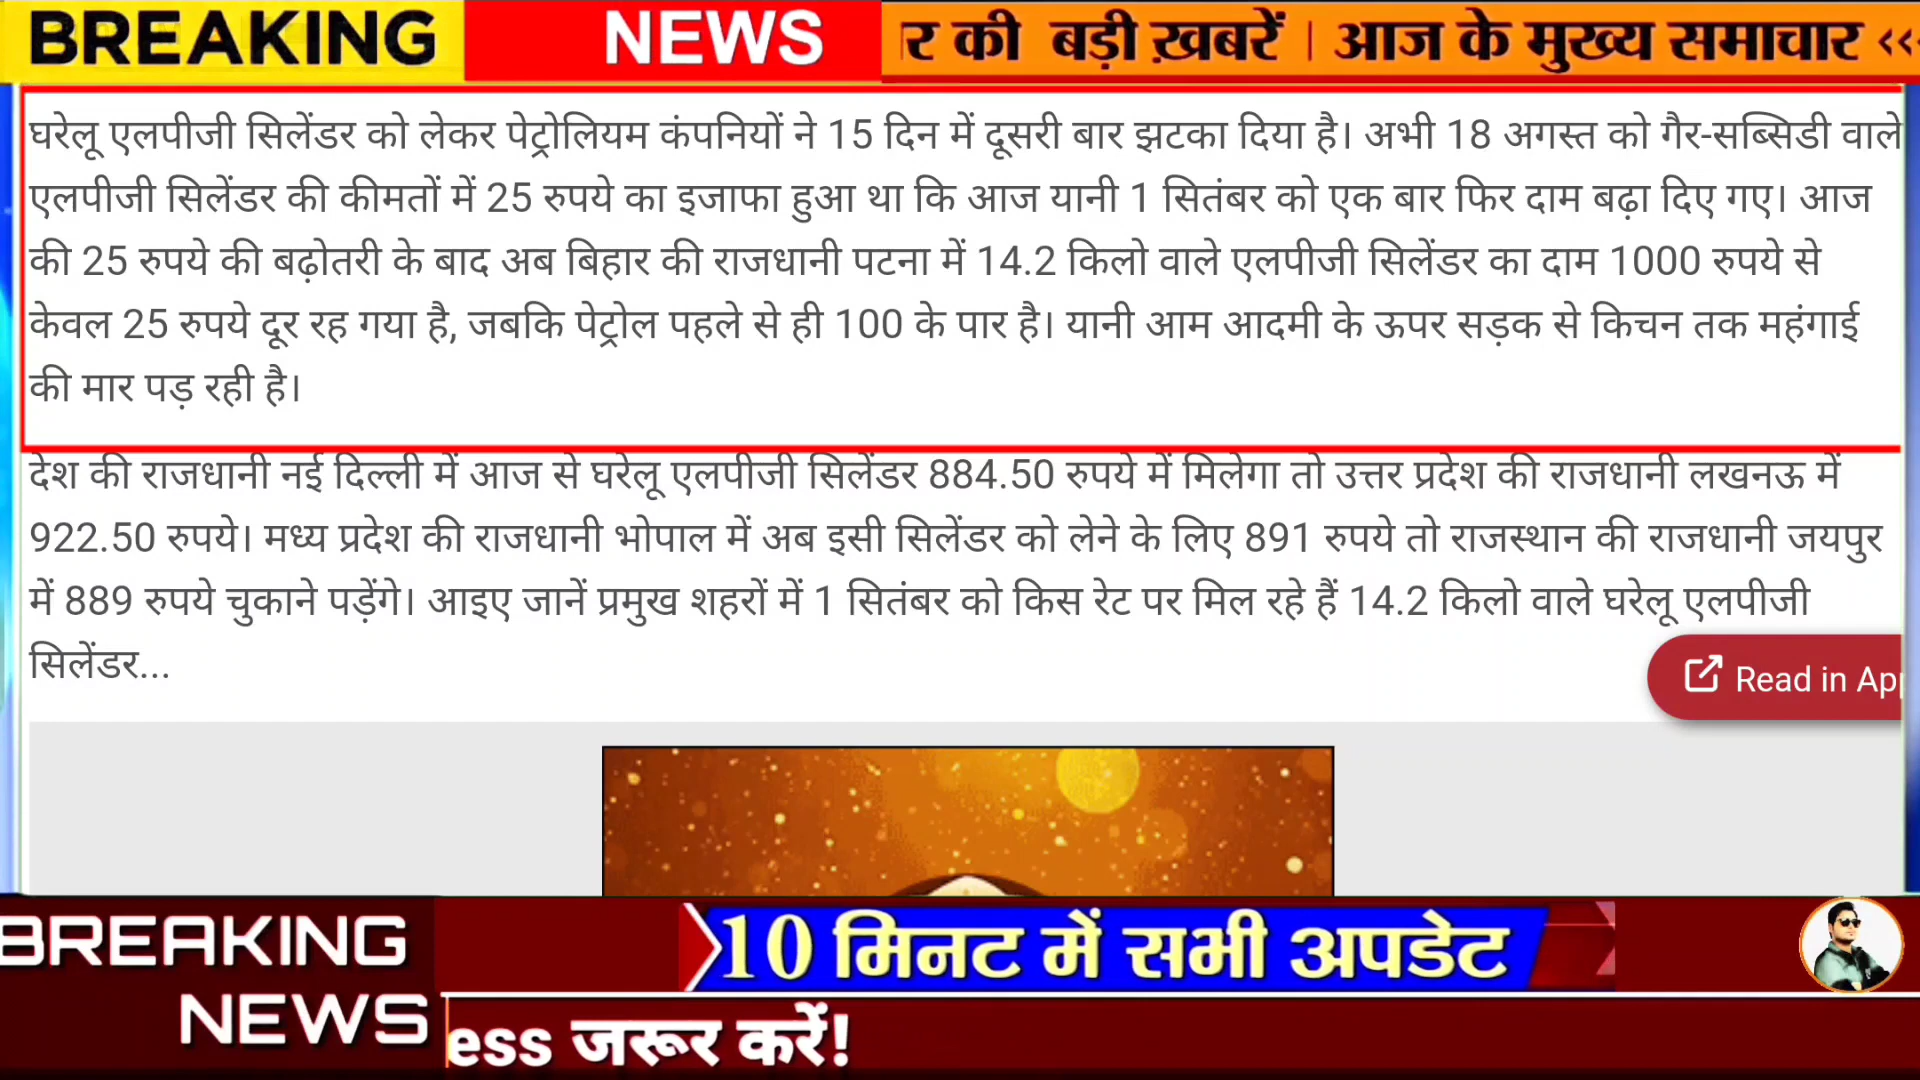 BREAKING NEWS की बड़ी ख़बरें | आज के मुख्य समाचार <<
घरेलू एलपीजी सिलेंडर को लेकर पेट्रोलियम कंपनियों ने 15 दिन में दूसरी बार झटका दिया है। अभी 18 अगस्त को गैर-सब्सिडी वाले
एलपीजी सिलेंडर की कीमतों में 25 रुपये का इजाफा हुआ था कि आज यानी 1 सितंबर को एक बार फिर दाम बढ़ा दिए गए। आज
की 25 रुपये की बढ़ोतरी के बाद अब बिहार की राजधानी पटना में 14.2 किलो वाले एलपीजी सिलेंडर का दाम 1000 रुपये से
केवल 25 रुपये दूर रह गया है, जबकि पेट्रोल पहले से ही 100 के पार है। यानी आम आदमी के ऊपर सड़क से किचन तक महंगाई
की मार पड़ रही है।
देश की राजधानी नई दिल्ली में आज से घरेलू एलपीजी सिलेंडर 884.50 रुपये में मिलेगा तो उत्तर प्रदेश की राजधानी लखनऊ में
922.50 रुपये। मध्य प्रदेश की राजधानी भोपाल में अब इसी सिलेंडर को लेने के लिए 891 रुपये तो राजस्थान की राजधानी जयपुर
में 889 रुपये चुकाने पड़ेंगे। आइए जानें प्रमुख शहरों में 1 सितंबर को किस रेट पर मिल रहे हैं 14.2 किलो वाले घरेलू एलपीजी
सिलेंडर...
Read in Ap
BREAKING
NEWS
10 मिनट में सभी अपडेट
ess जरूर करें!